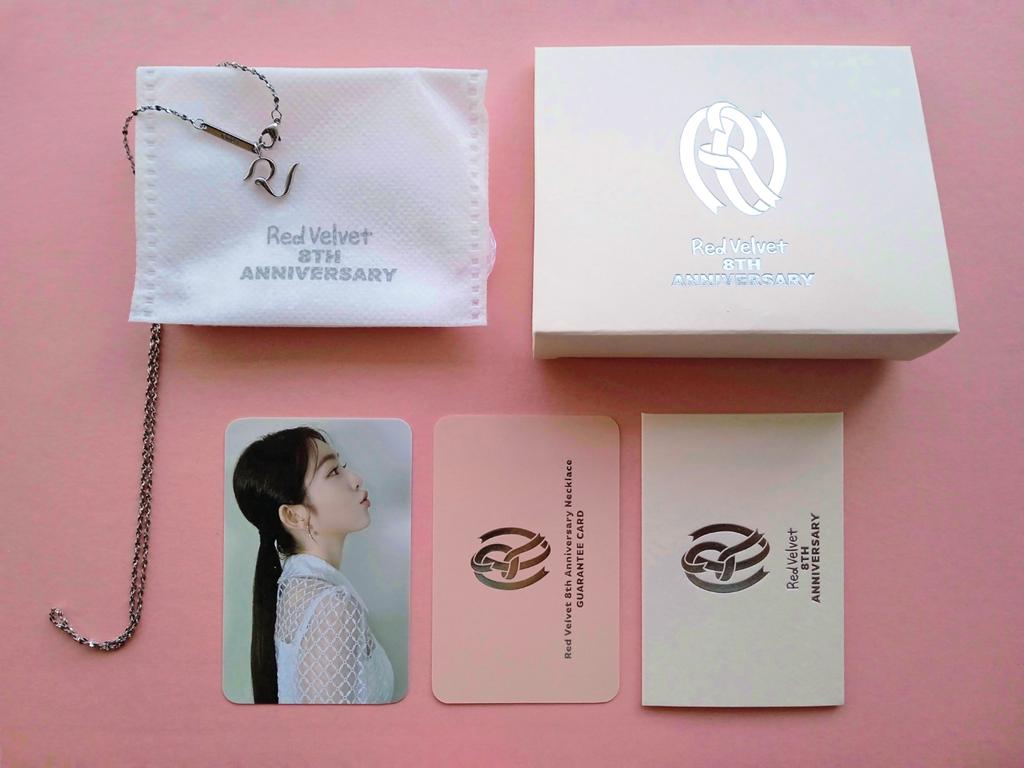 Red Velvet
8TH
ANNIVERSARY
Red Velvet
8TH
ANNIVERSARY
Red Velvet 8th Anniversary Necklace
GUARANTEE CARD
Red Velvet
8TH
ANNIVERSARY